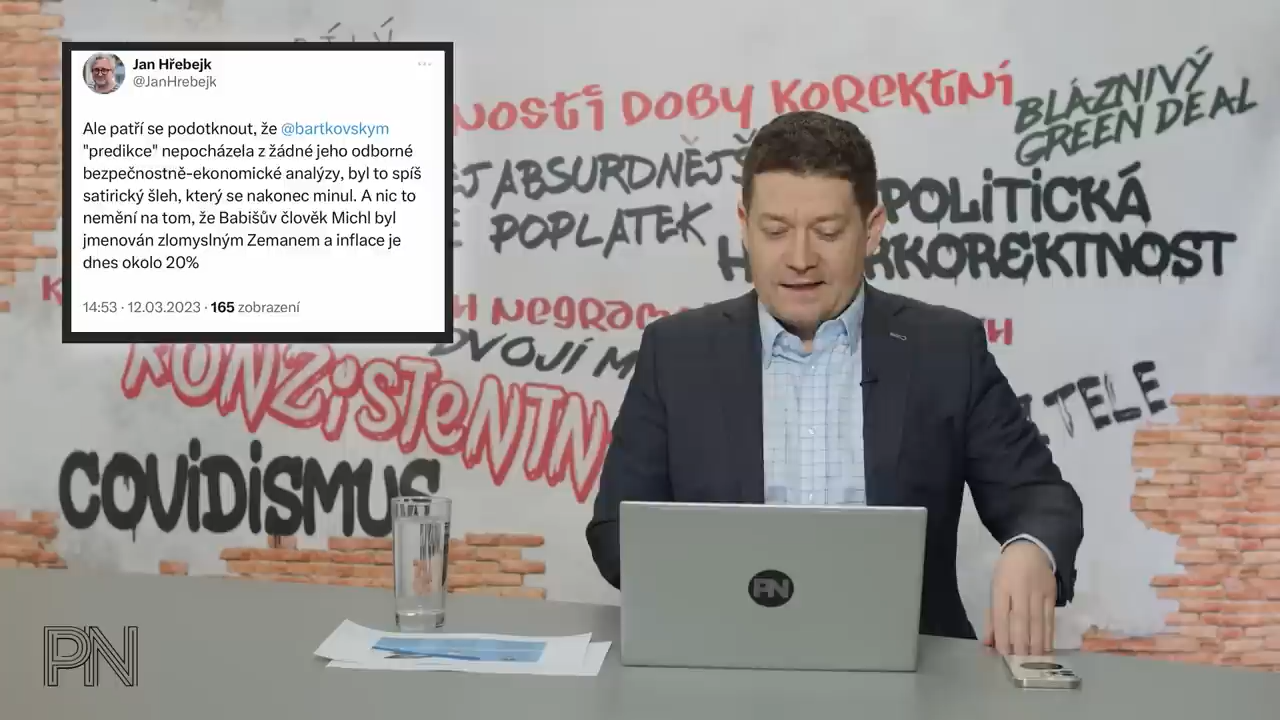 Jan Hřebejk
@JanHrebejk
Ale patří se podotknout, že @bartkovskym
"predikce" nepocházela z žádné jeho odborné
bezpečnostně-ekonomické analýzy, byl to spíš
satirický šleh, který se nakonec minul. A nic to
nemění na tom, že Babišův člověk Michl byl
jmenován zlomyslným Zemanem a inflace je
dnes okolo 20%
14:53 · 12.03.2023 · 165 zobrazení
DOBY KOREKTNÍ
BLÁZNIVÝ
GREEN DEAL
POPLATEK
POLITICKÁ
COVIDISMUS
PN
PN